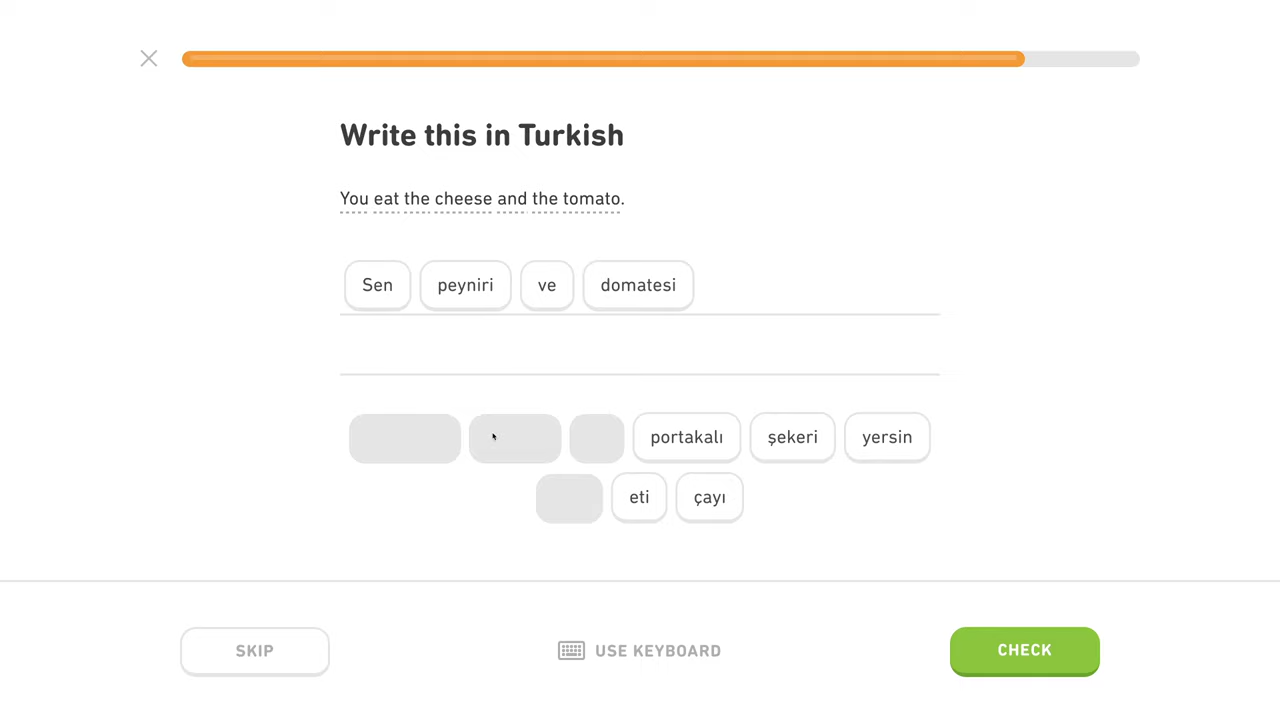 Write this in Turkish
You eat the cheese and the tomato.
Sen peyniri ve domatesi
portakalı şekeri yersin
eti çayı
SKIP USE KEYBOARD CHECK